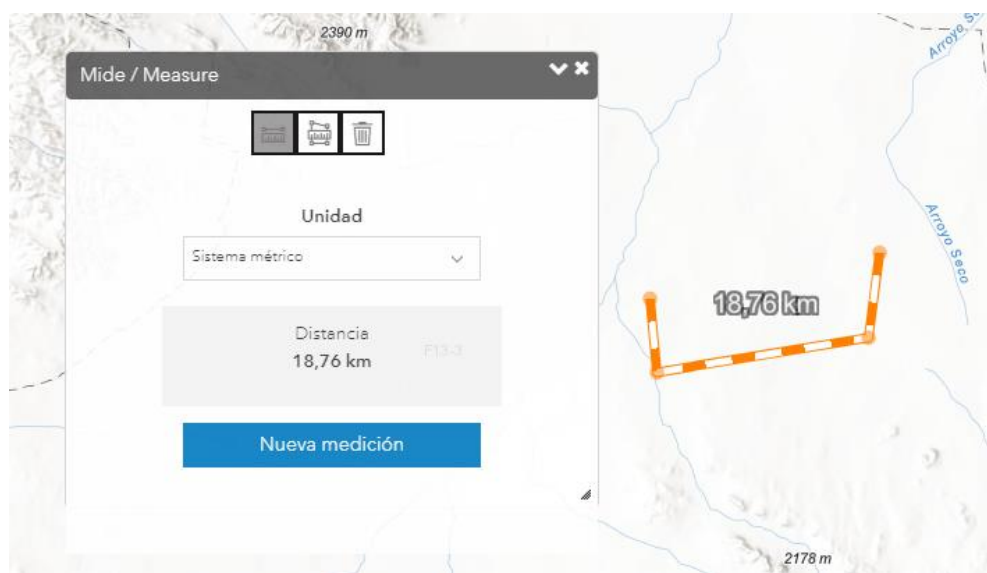 2390 m
Arroyo Se
Mide / Measure
Unidad
Sistema métrico
Arroyo Seco
18,76 km
Distancia
F13-3
18,76 km
Nueva medición
2178 m